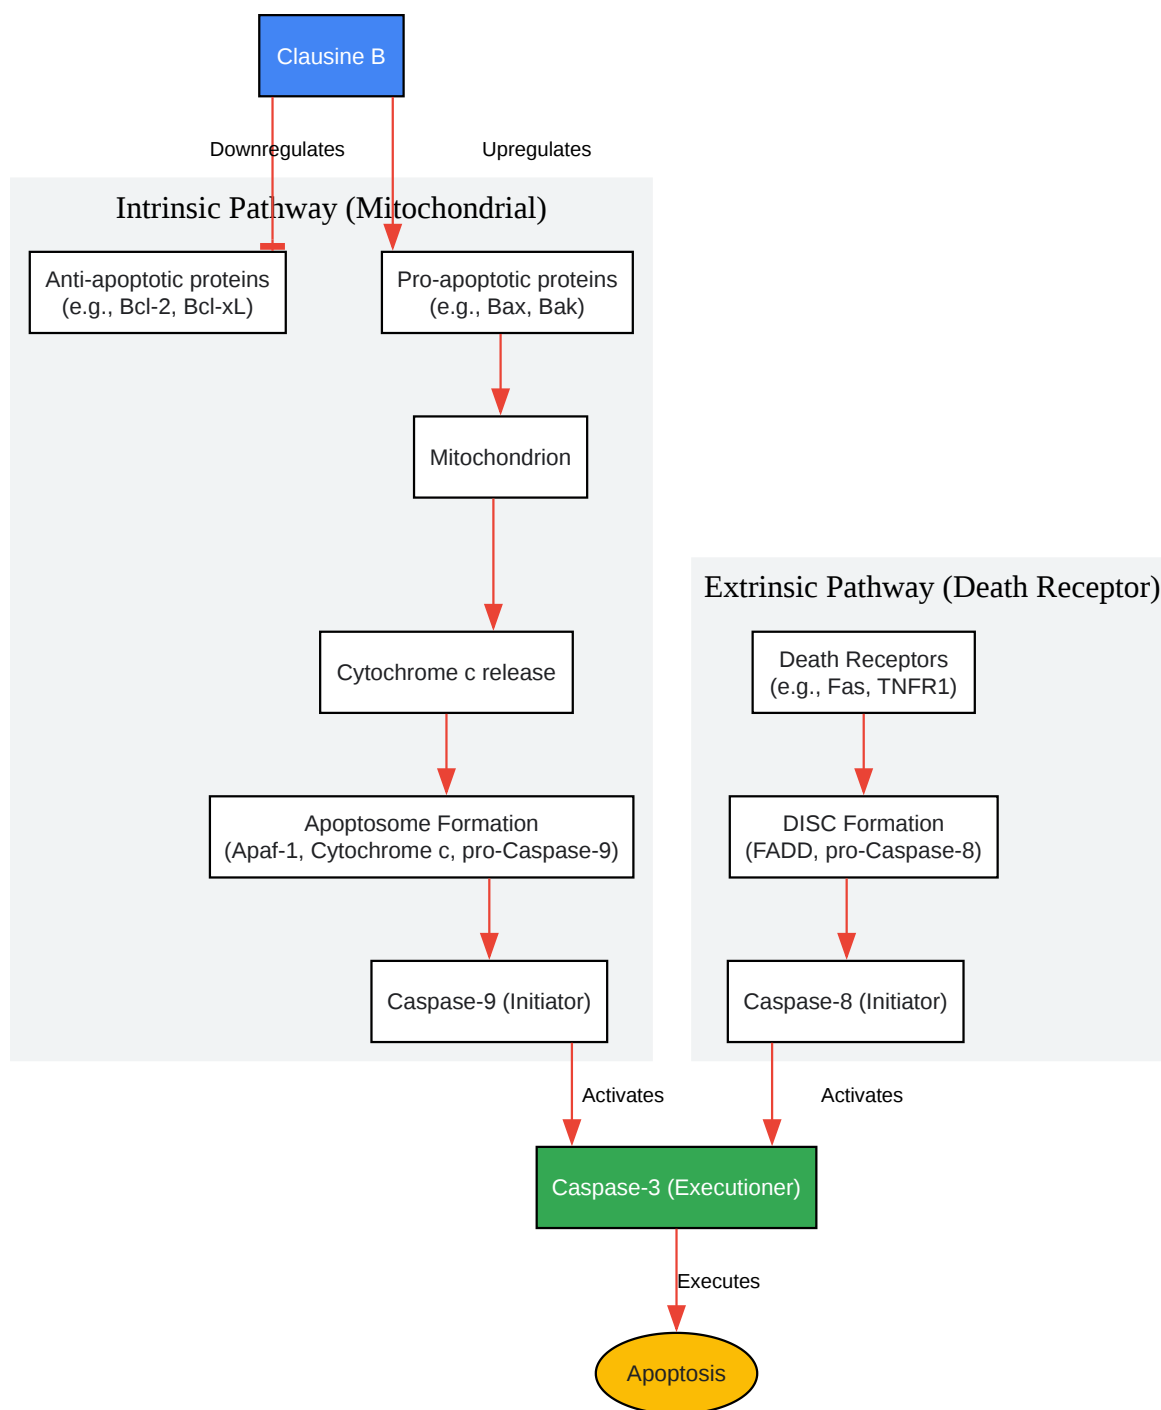 Clausine B
Downregulates
Upregulates
Intrinsic Pathway (Mitochondrial)
Anti-apoptotic proteins
(e.g., Bcl-2, Bcl-xL)
Pro-apoptotic proteins
(e.g., Bax, Bak)
Mitochondrion
Cytochrome c release
Apoptosome Formation
(Apaf-1, Cytochrome c, pro-Caspase-9)
Caspase-9 (Initiator)
Extrinsic Pathway (Death Receptor)
Death Receptors
(e.g., Fas, TNFR1)
DISC Formation
(FADD, pro-Caspase-8)
Caspase-8 (Initiator)
Activates
Activates
Caspase-3 (Executioner)
Executes
Apoptosis